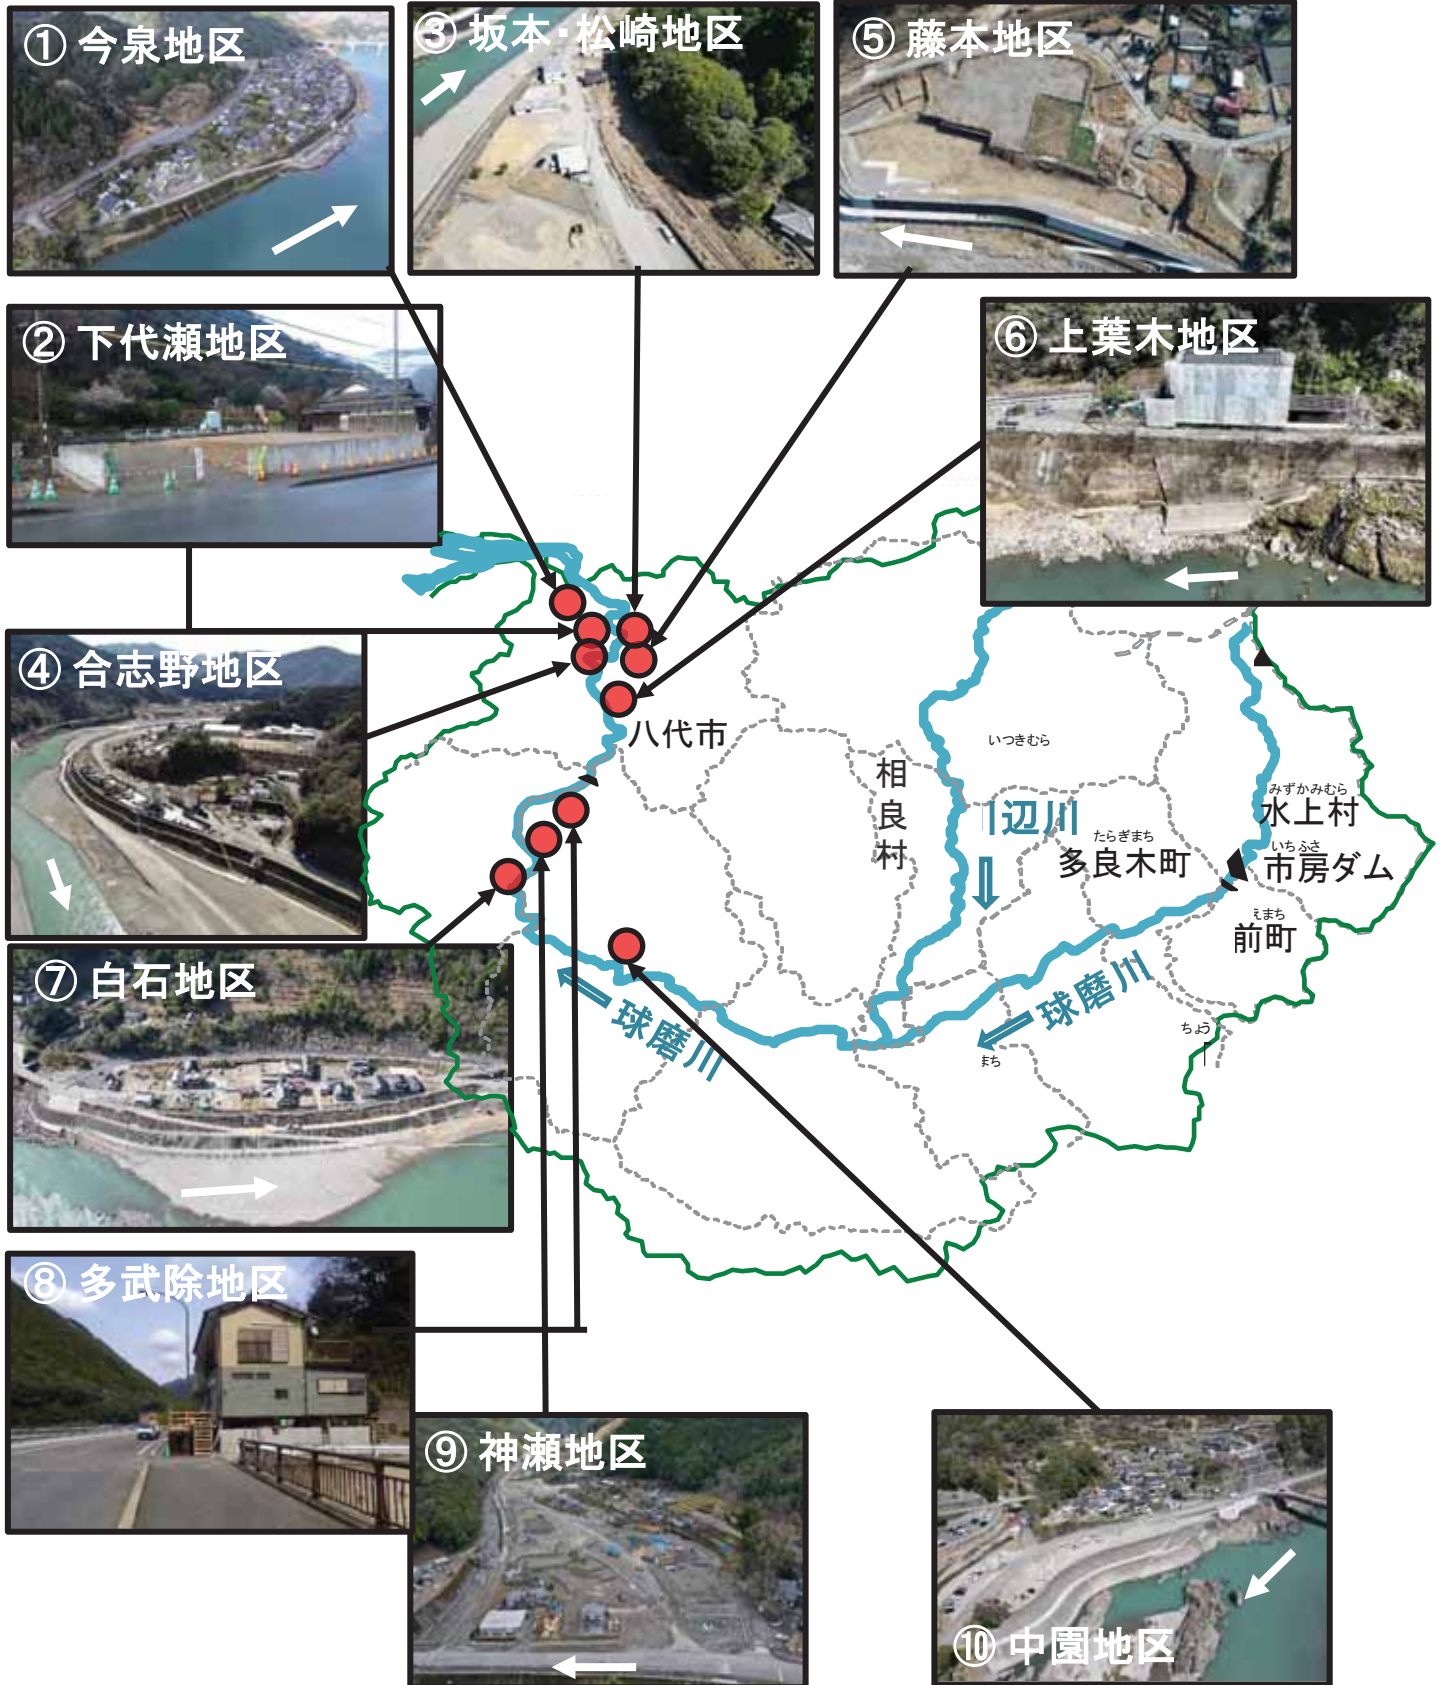 ① 今泉地区
③ 坂本・松崎地区
⑤ 藤本地区
② 下代瀬地区
⑥ 上葉木地区
④ 合志野地区
八代市
いつきむら
相良村
川辺川
みずかみむら
水上村
たらぎまち
多良木町
いちふさ
市房ダム
えまち
前町
⑦ 白石地区
球磨川
球磨川
ちょう
まち
⑧ 多武除地区
⑨ 神瀬地区
⑩ 中園地区